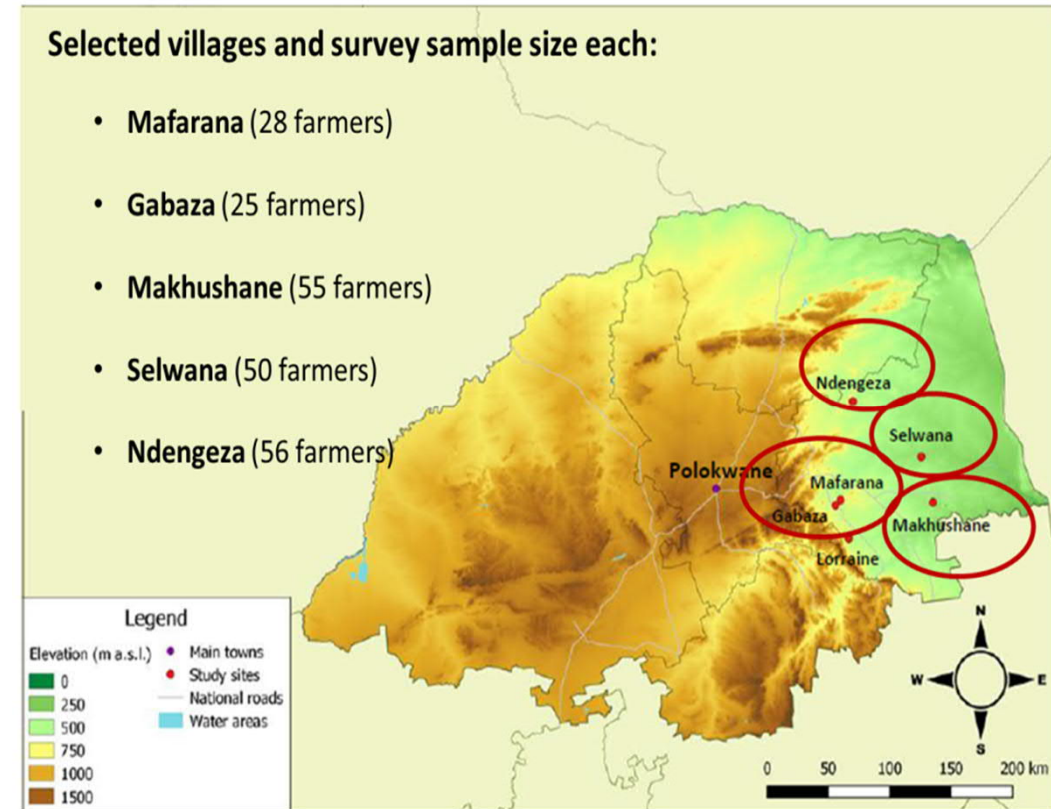 Selected villages and survey sample size each:
• Mafarana (28 farmers)
• Gabaza (25 farmers)
• Makhushane (55 farmers)
• Selwana (50 farmers)
• Ndengeza (56 farmers)
Ndengeza
Selwana
Polokwane
Mafarana
Gabaza
Makhushane
Lorraine
Legend
Elevation (m a.s.l.)
0
250
500
750
1000
1500
Main towns
Study sites
National roads
Water areas
N
W E
S
0 50 100 150 200 km